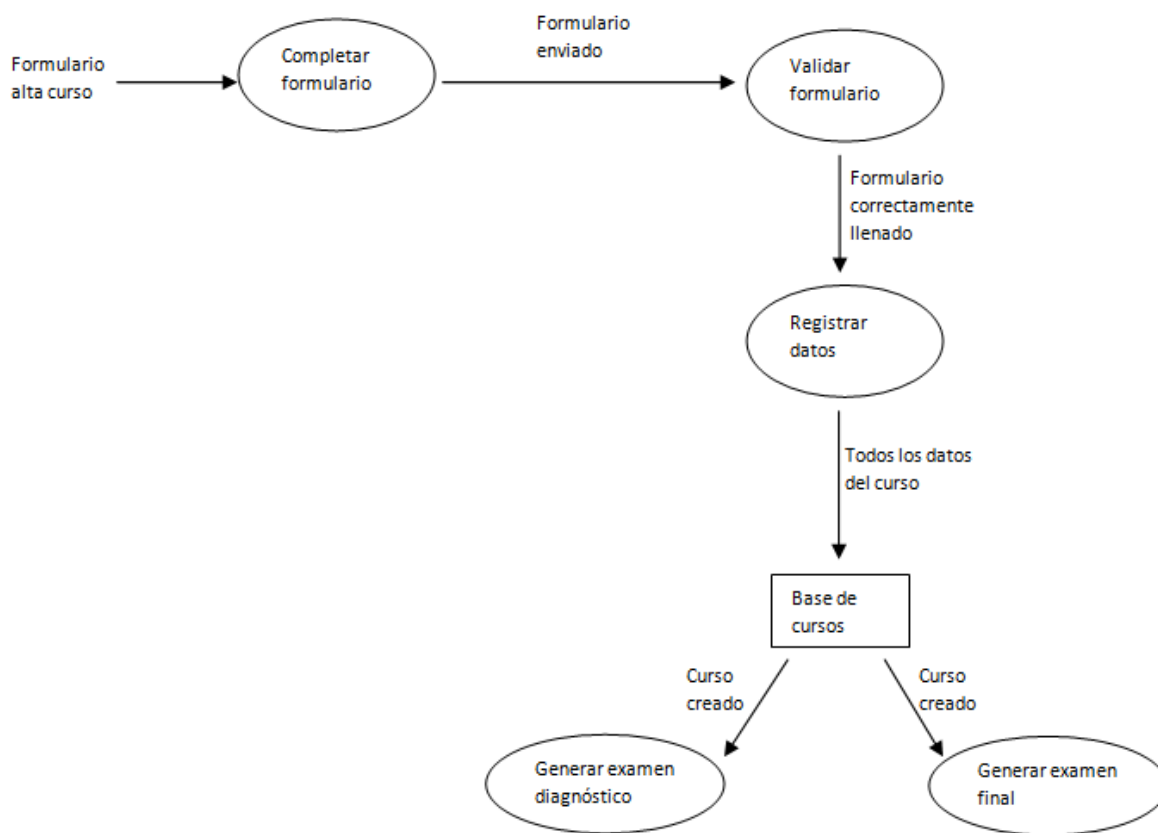 Formulario
alta curso
Completar
formulario
Formulario
enviado
Validar
formulario
Formulario
correctamente
llenado
Registrar
datos
Todos los datos
del curso
Base de
cursos
Curso
creado
Curso
creado
Generar examen
diagnóstico
Generar examen
final